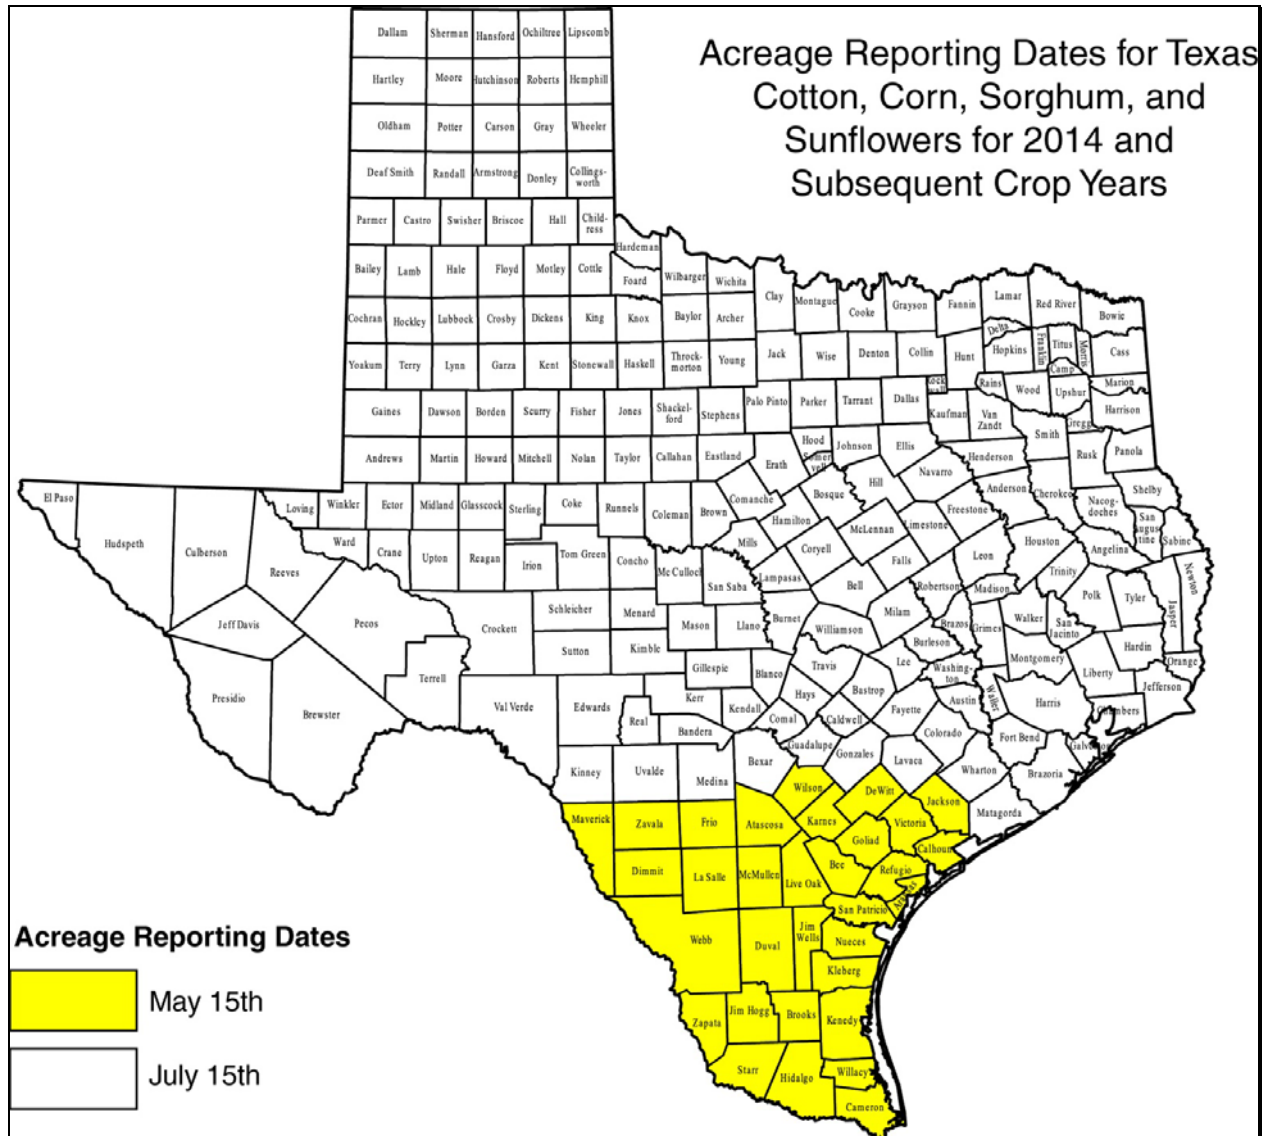 Acreage Reporting Dates for Texas
Cotton, Corn, Sorghum, and
Sunflowers for 2014 and
Subsequent Crop Years
Dallam Sherman Hansford Ochiltree Lipscomb
Hartley Moore Hutchinson Roberts Hemphill
Oldham Potter Carson Gray Wheeler
Deaf Smith Randall Armstrong Donley Collings-
worth
Parmer Castro Swisher Briscoe Hall Child-
ress
Hardeman
Bailey Lamb Hale Floyd Motley Cottle Foard Wilbarger Wichita
Clay Montague Cooke Grayson Fannin Lamar Red River Bowie
Cochran Hockley Lubbock Crosby Dickens King Knox Baylor Archer
Delta Hopkins Franklin Titus Morris Cass
Yoakum Terry Lynn Garza Kent Stonewall Haskell Throck-
morton Young Jack Wise Denton Collin Hunt Camp
Rock
wall Rains Wood Upshur Marion
Gaines Dawson Borden Scurry Fisher Jones Shackel-
ford Stephens Palo Pinto Parker Tarrant Dallas Kaufman Van
Zandt Gregg Harrison
Smith
Andrews Martin Howard Mitchell Nolan Taylor Callahan Eastland Erath Hood Somer
vell Johnson Ellis Henderson Rusk Panola
Navarro
El Paso Hudspeth Culberson Loving Winkler Ector Midland Glasscock Sterling Coke Runnels Coleman Brown Comanche Bosque Hill Freestone Anderson Cherokee Nacog-
doches Shelby
San
Augus
tine Sabine
Hamilton McLennan Limestone
Reeves Ward Crane Upton Reagan Irion Tom Green Concho Mc Culloch San Saba Mills Coryell Falls Leon Houston Angelina
Lampasas Bell Robertson Madison Trinity Newton
Jeff Davis Pecos Crockett Schleicher Menard Mason Llano Burnet Williamson Milam Brazos Grimes Walker San
Jacinto Polk Tyler Jasper
Burleson
Sutton Kimble Gillespie Blanco Travis Lee Washing-
ton Montgomery Liberty Hardin Orange
Presidio Brewster Terrell Val Verde Edwards Real Kerr Kendall Hays Bastrop Austin Waller Harris Jefferson
Bandera Comal Caldwell Fayette Colorado Fort Bend Chambers
Galveston
Kinney Uvalde Medina Bexar Guadalupe Gonzales Lavaca Wharton Brazoria
Wilson DeWitt Jackson Matagorda
Maverick Zavala Frio Atascosa Karnes Victoria
Goliad Calhoun
Dimmit La Salle McMullen Live Oak Bee Refugio
Aransas
San Patricio
Webb Duval Jim
Wells Nueces
Kleberg
Zapata Jim Hogg Brooks Kenedy
Starr Hidalgo Willacy
Cameron
Acreage Reporting Dates
May 15th
July 15th